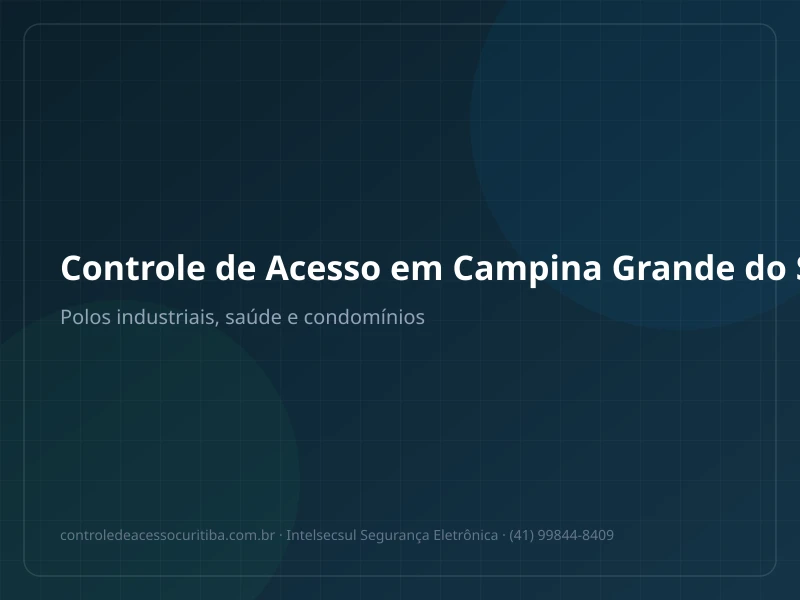 Controle de Acesso em Campina Grande do
Polos industriais, saúde e condomínios
controledeacessocuritiba.com.br · Intelsecsul Segurança Eletrônica · (41) 99844-8409